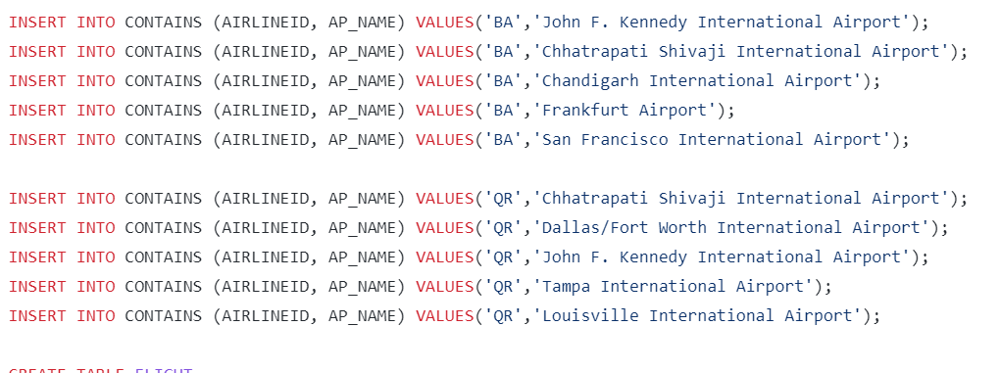 INSERT INTO CONTAINS (AIRLINEID, AP_NAME) VALUES('BA','John F. Kennedy International Airport');
INSERT INTO CONTAINS (AIRLINEID, AP_NAME) VALUES('BA','Chhatrapati Shivaji International Airport');
INSERT INTO CONTAINS (AIRLINEID, AP_NAME) VALUES('BA','Chandigarh International Airport');
INSERT INTO CONTAINS (AIRLINEID, AP_NAME) VALUES('BA','Frankfurt Airport');
INSERT INTO CONTAINS (AIRLINEID, AP_NAME) VALUES('BA','San Francisco International Airport');
INSERT INTO CONTAINS (AIRLINEID, AP_NAME) VALUES('QR','Chhatrapati Shivaji International Airport');
INSERT INTO CONTAINS (AIRLINEID, AP_NAME) VALUES('QR','Dallas/Fort Worth International Airport');
INSERT INTO CONTAINS (AIRLINEID, AP_NAME) VALUES('QR','John F. Kennedy International Airport');
INSERT INTO CONTAINS (AIRLINEID, AP_NAME) VALUES('QR','Tampa International Airport');
INSERT INTO CONTAINS (AIRLINEID, AP_NAME) VALUES('QR','Louisville International Airport');
CREATE TABLE FLIGHT